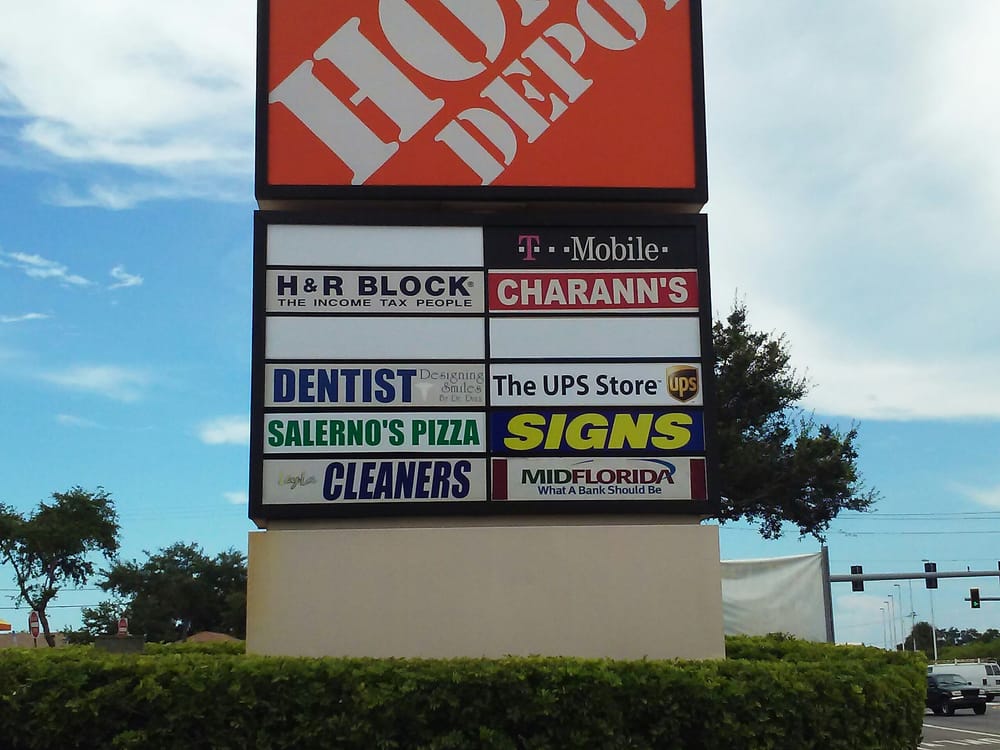 HO
DEPOT
T··Mobile·
H&R BLOCK®
THE INCOME TAX PEOPLE
CHARANN'S
DENTIST
Designing
Smiles
The UPS Store
ups
SALERNO'S PIZZA
SIGNS
CLEANERS
MIDFLORIDA
What A Bank Should Be